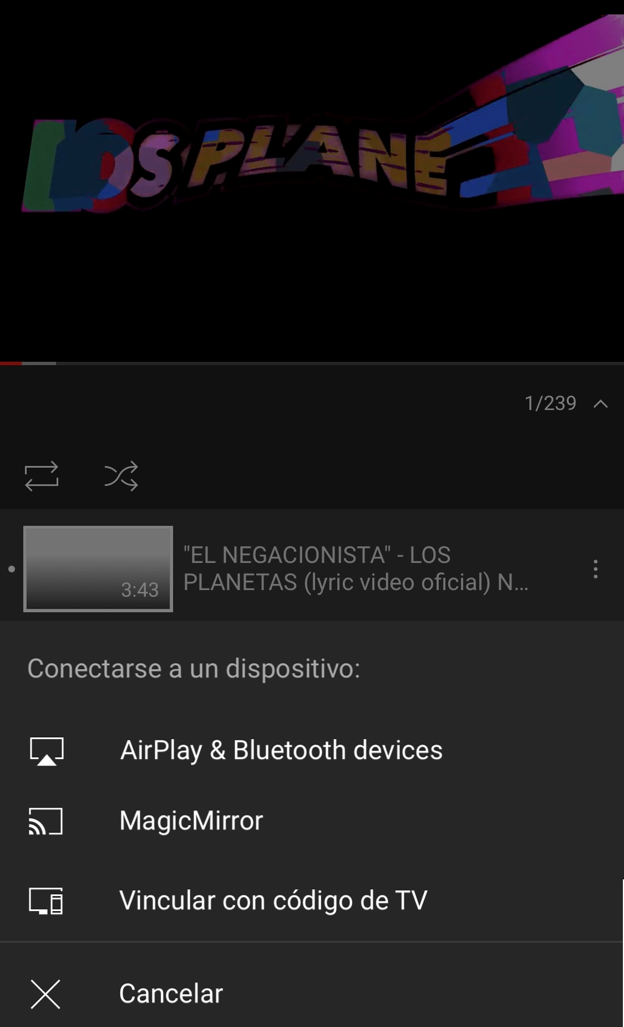 LOS PLANE
1/239
3:43
"EL NEGACIONISTA" - LOS
PLANETAS (lyric video oficial) N...
Conectarse a un dispositivo:
AirPlay & Bluetooth devices
MagicMirror
Vincular con código de TV
Cancelar